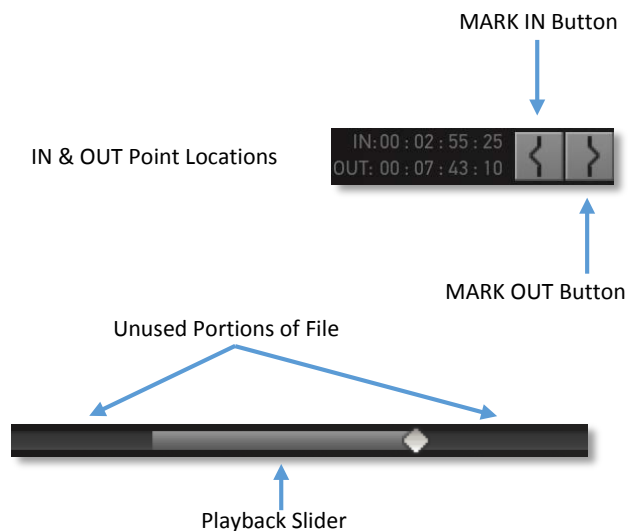 MARK IN Button
IN & OUT Point Locations
IN: 00 : 02 : 55 : 25
OUT: 00 : 07 : 43 : 10
MARK OUT Button
Unused Portions of File
Playback Slider